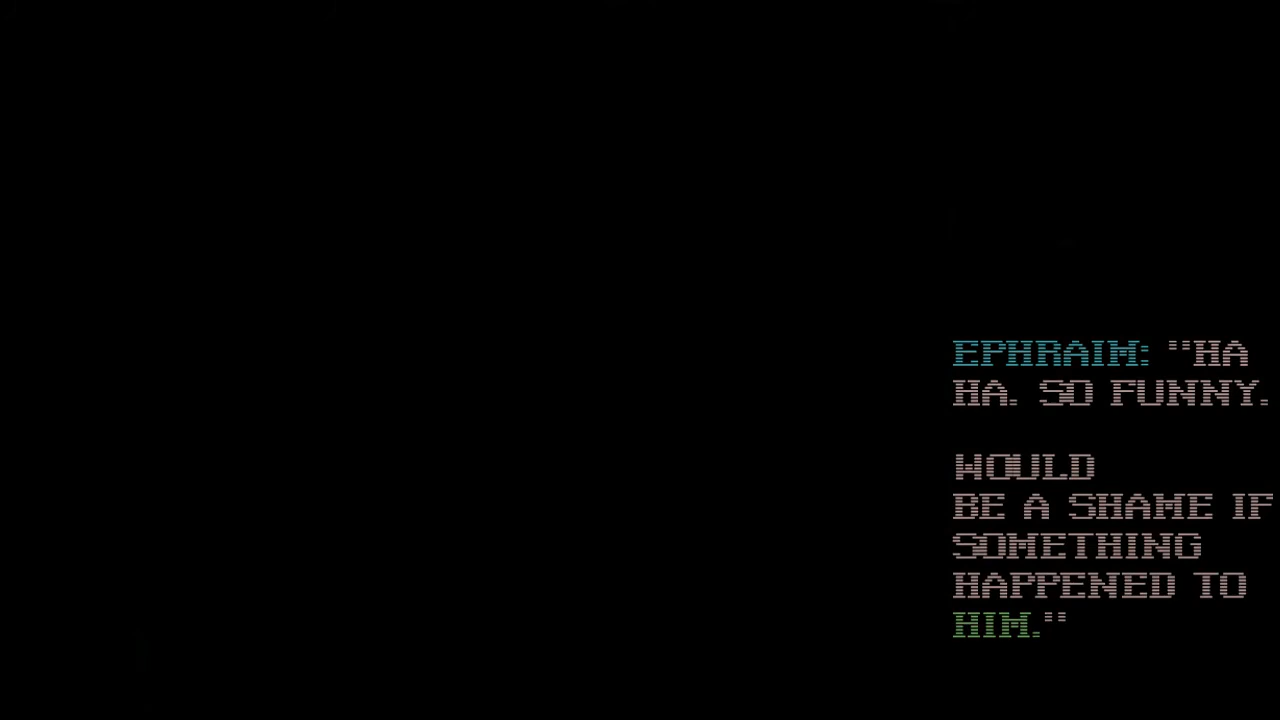 EPHRAIM: "HA
HA. SO FUNNY.
WOULD
BE A SHAME IF
SOMETHING
HAPPENED TO
HIM."